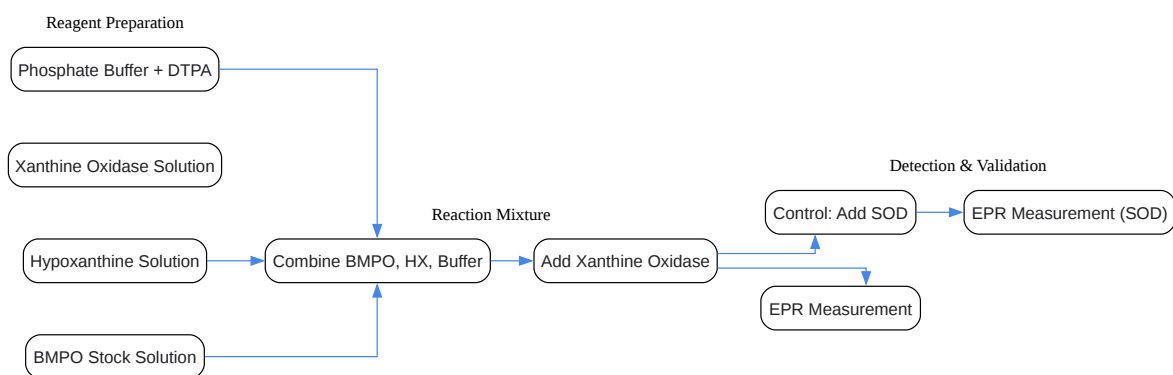 Reagent Preparation
Phosphate Buffer + DTPA
Xanthine Oxidase Solution
Hypoxanthine Solution
BMPO Stock Solution
Reaction Mixture
Combine BMPO, HX, Buffer
Add Xanthine Oxidase
Detection & Validation
Control: Add SOD
EPR Measurement (SOD)
EPR Measurement